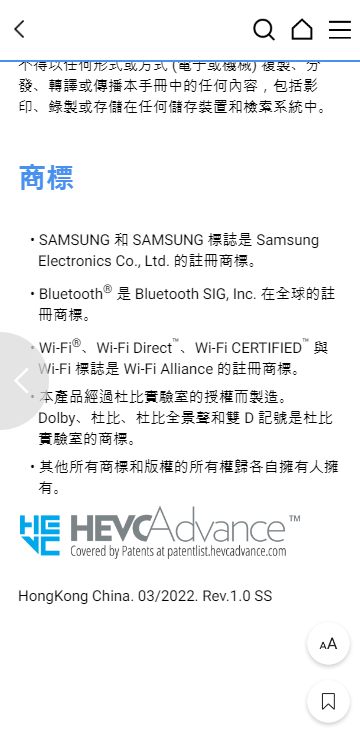 不得以任何形式或方式 (電子或機械) 複製、分
發、轉譯或傳播本手冊中的任何內容，包括影
印、錄製或存儲在任何儲存裝置和檢索系統中。
商標
• SAMSUNG 和 SAMSUNG 標誌是 Samsung
Electronics Co., Ltd. 的註冊商標。
• Bluetooth® 是 Bluetooth SIG, Inc. 在全球的註
冊商標。
• Wi-Fi®、Wi-Fi Direct™、Wi-Fi CERTIFIED™ 與
Wi-Fi 標誌是 Wi-Fi Alliance 的註冊商標。
• 本產品經過杜比實驗室的授權而製造。
Dolby、杜比、杜比全景聲和雙 D 記號是杜比
實驗室的商標。
• 其他所有商標和版權的所有權歸各自擁有人擁
有。
HEVC HEVCAdvance™
Covered by Patents at patentlist.hevcadvance.com
HongKong China. 03/2022. Rev.1.0 SS
AA